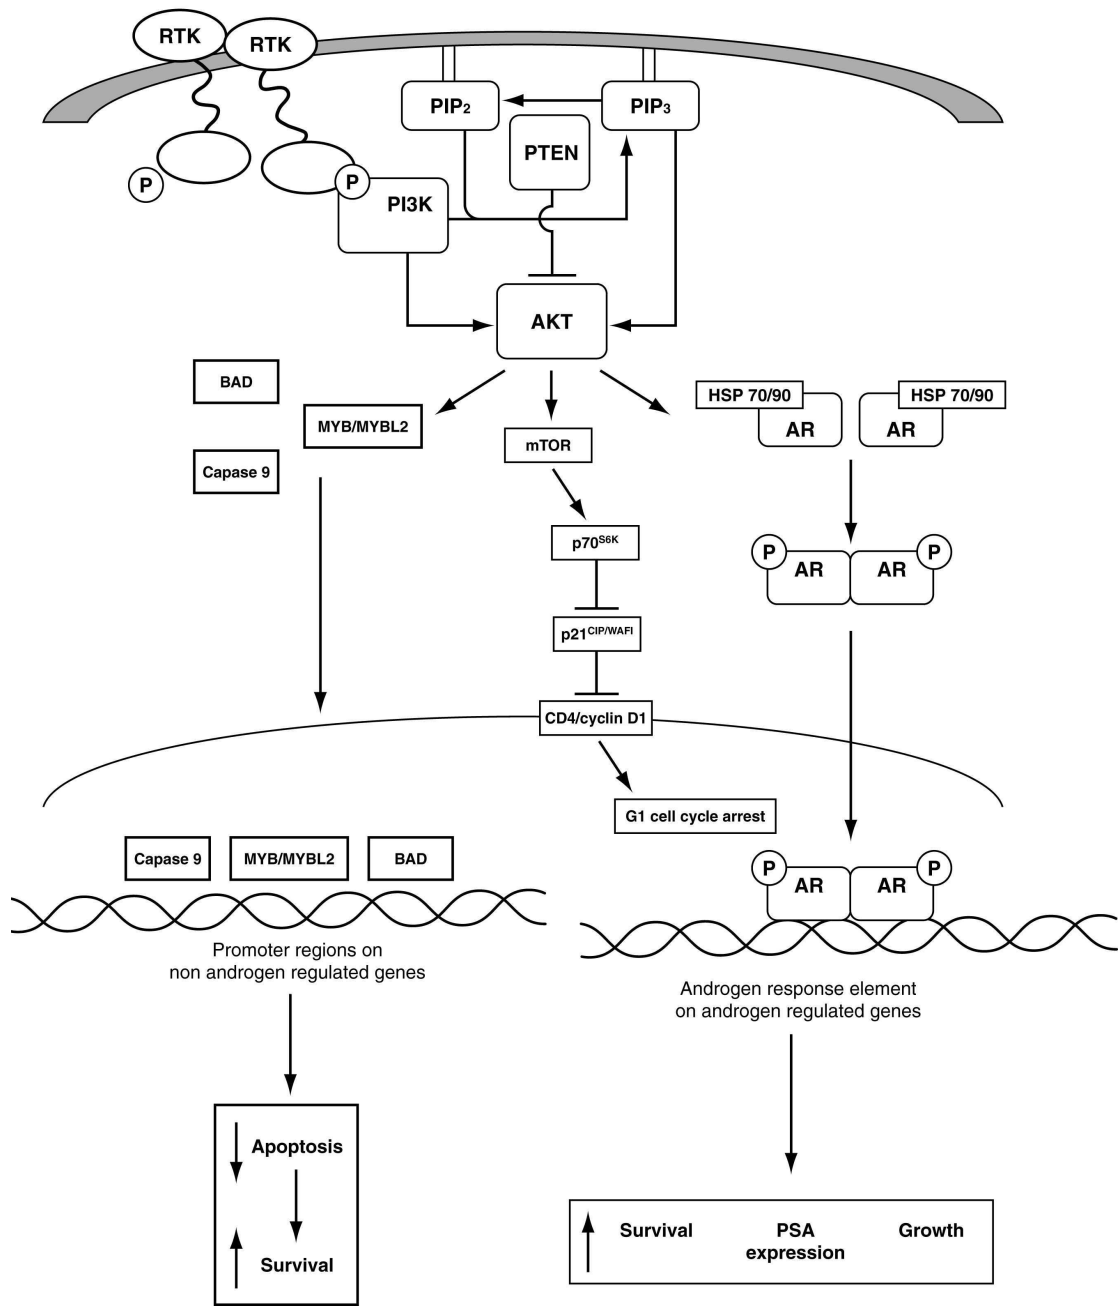 RTK
RTK
PIP2
PIP3
PTEN
P
P
PI3K
AKT
BAD
MYB/MYBL2
Capase 9
mTOR
HSP 70/90
AR
HSP 70/90
AR
p70S6K
P
AR
AR
P
p21CIP/WAFI
CD4/cyclin D1
G1 cell cycle arrest
Capase 9
MYB/MYBL2
BAD
P
AR
AR
P
Promoter regions on
non androgen regulated genes
Androgen response element
on androgen regulated genes
Apoptosis
Survival
Survival
PSA
expression
Growth